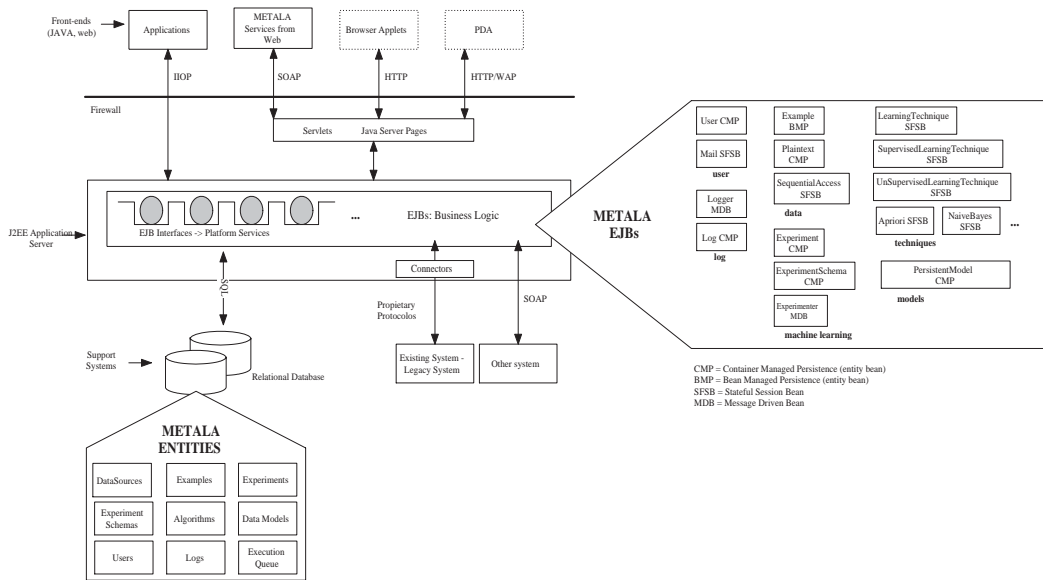 Front-ends
(JAVA, web)
Applications
METALA
Services from
Web
Browser Applets
PDA
IIOP
SOAP
HTTP
HTTP/WAP
Firewall
Servlets
Java Server Pages
...
EJBs: Business Logic
EJB Interfaces -> Platform Services
J2EE Application
Server
Connectors
SQL
Propietary
Protocolos
SOAP
Support
Systems
Relational Database
Existing System -
Legacy System
Other system
METALA
ENTITIES
DataSources
Examples
Experiments
Experiment
Schemas
Algorithms
Data Models
Users
Logs
Execution
Queue
METALA
EJBs
User CMP
Mail SFSB
user
Logger
MDB
Log CMP
log
Example
BMP
Plaintext
CMP
SequentialAccess
SFSB
data
Experiment
CMP
ExperimentSchema
CMP
Experimenter
MDB
machine learning
LearningTechnique
SFSB
SupervisedLearningTechnique
SFSB
UnSupervisedLearningTechnique
SFSB
Apriori SFSB
NaiveBayes
SFSB
...
techniques
PersistentModel
CMP
models
CMP = Container Managed Persistence (entity bean)
BMP = Bean Managed Persistence (entity bean)
SFSB = Stateful Session Bean
MDB = Message Driven Bean